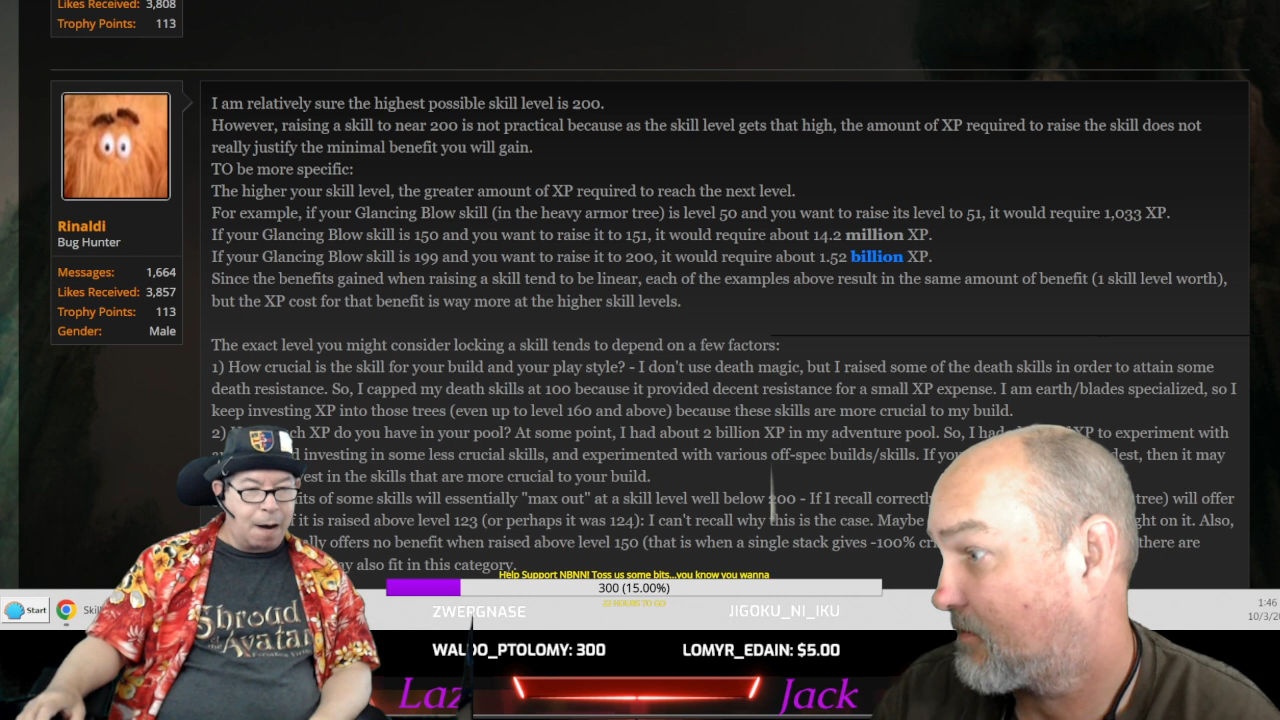 Likes Received: 3,808
Trophy Points: 113
Rinaldi
Bug Hunter
Messages: 1,664
Likes Received: 3,857
Trophy Points: 113
Gender: Male
I am relatively sure the highest possible skill level is 200.
However, raising a skill to near 200 is not practical because as the skill level gets that high, the amount of XP required to raise the skill does not
really justify the minimal benefit you will gain.
TO be more specific:
The higher your skill level, the greater amount of XP required to reach the next level.
For example, if your Glancing Blow skill (in the heavy armor tree) is level 50 and you want to raise its level to 51, it would require 1,033 XP.
If your Glancing Blow skill is 150 and you want to raise it to 151, it would require about 14.2 million XP.
If your Glancing Blow skill is 199 and you want to raise it to 200, it would require about 1.52 billion XP.
Since the benefits gained when raising a skill tend to be linear, each of the examples above result in the same amount of benefit (1 skill level worth),
but the XP cost for that benefit is way more at the higher skill levels.
The exact level you might consider locking a skill tends to depend on a few factors:
1) How crucial is the skill for your build and your play style? - I don't use death magic, but I raised some of the death skills in order to attain some
death resistance. So, I capped my death skills at 100 because it provided decent resistance for a small XP expense. I am earth/blades specialized, so I
keep investing XP into those trees (even up to level 160 and above) because these skills are more crucial to my build.
2) XP do you have in your pool? At some point, I had about 2 billion XP in my adventure pool. So, I had XP to experiment with
investing in some less crucial skills, and experimented with various off-spec builds/skills. If then it may
in the skills that are more crucial to your build.
of some skills will essentially "max out" at a skill level well below 200 - If I recall tree) will offer
if it is raised above level 123 (or perhaps it was 124): I can't recall why this is the case. Maybe on it. Also,
offers no benefit when raised above level 150 (that is when a single stack gives -100% there are
also fit in this category.
Help Support NBNN! Toss us some bits...you know you wanna
300 (15.00%)
Start
1:46
ZWERGNASE JIGOKU_NI_IKU
WALDO_PTOLOMY: 300 LOMYR_EDAIN: $5.00
Jack
Shroud
of the
Avatar